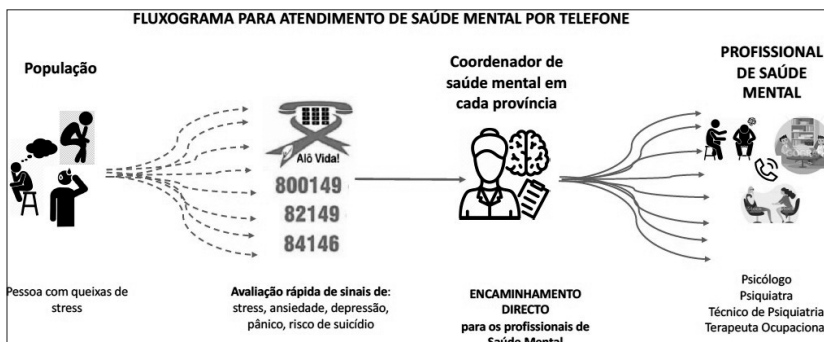 FLUXOGRAMA PARA ATENDIMENTO DE SAÚDE MENTAL POR TELEFONE
População
Pessoa com queixas de
stress
Alô Vida!
800149
82149
84146
Avaliação rápida de sinais de:
stress, ansiedade, depressão,
pânico, risco de suicídio
Coordenador de
saúde mental em
cada província
ENCAMINHAMENTO
DIRECTO
para os profissionais de
Saúde Mental
PROFISSIONAL
DE SAÚDE
MENTAL
Psicólogo
Psiquiatra
Técnico de Psiquiatria
Terapeuta Ocupacional